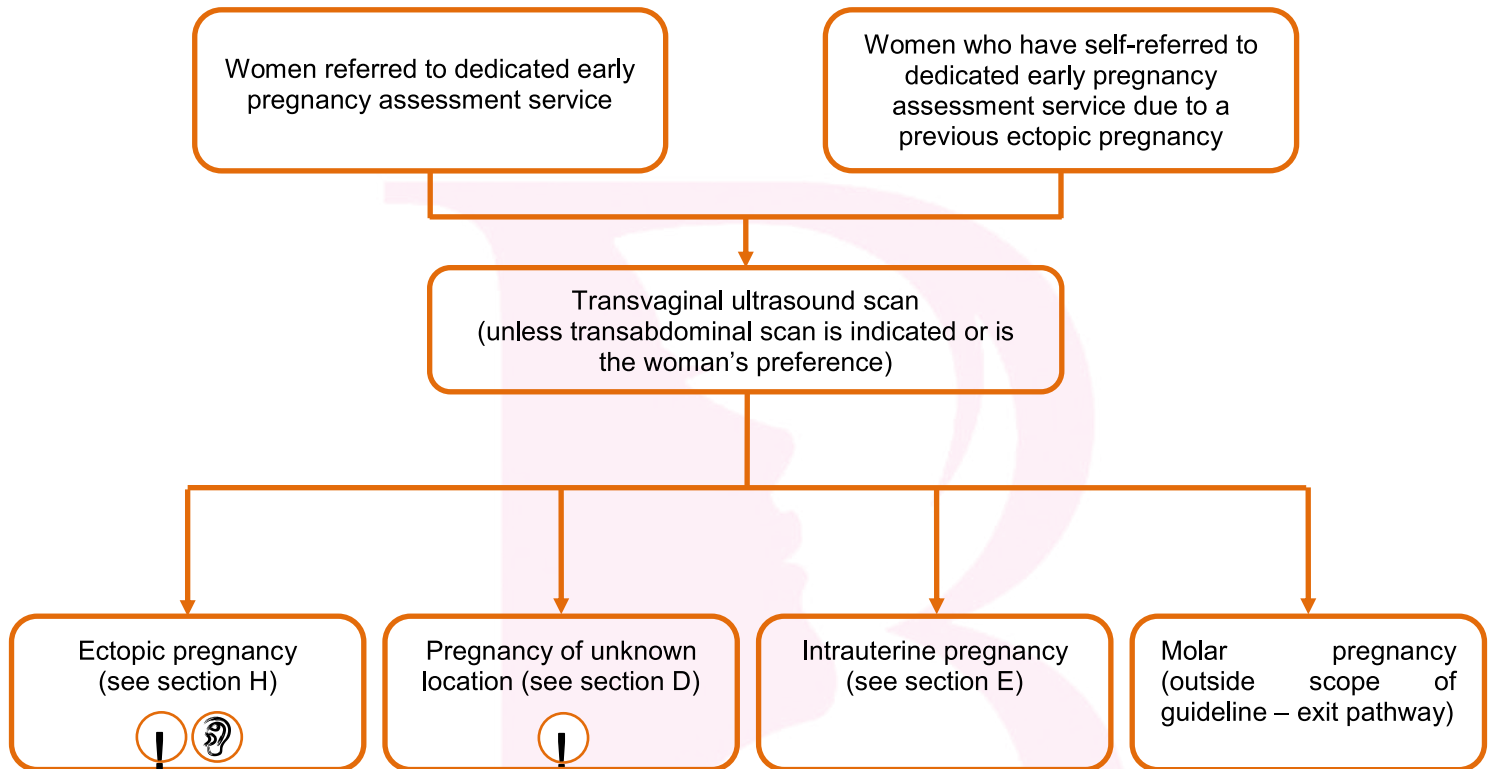 Women referred to dedicated early
pregnancy assessment service
Women who have self-referred to
dedicated early pregnancy
assessment service due to a
previous ectopic pregnancy
Transvaginal ultrasound scan
(unless transabdominal scan is indicated or is
the woman's preference)
Ectopic pregnancy
(see section H)
!
Pregnancy of unknown
location (see section D)
!
Intrauterine pregnancy
(see section E)
Molar pregnancy
(outside scope of
guideline – exit pathway)